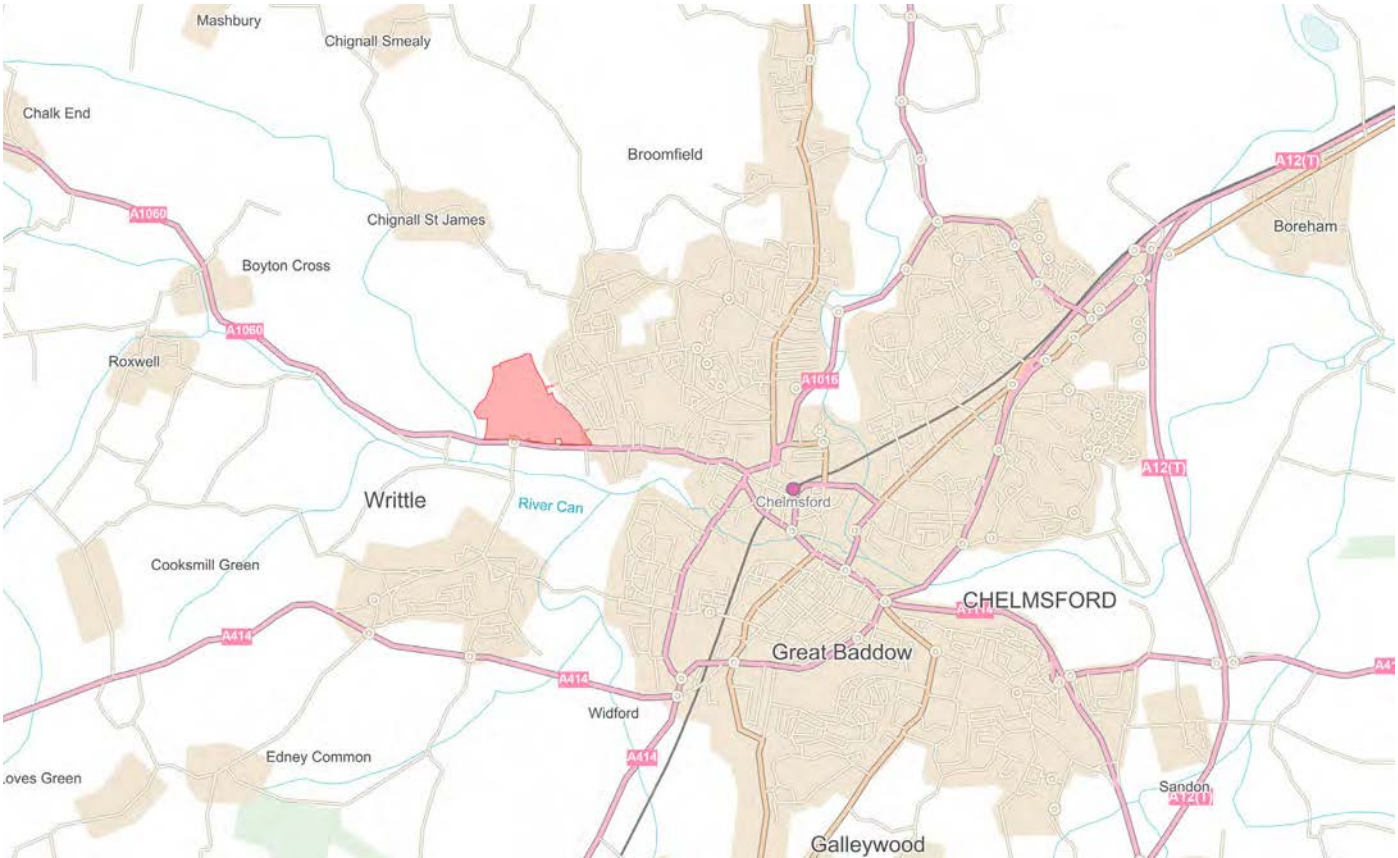 Mashbury
Chignall Smealy
Chalk End
Broomfield
A12(T)
A1060
Chignall St James
Boreham
Boyton Cross
A1060
Roxwell
A1016
A12(T)
Writtle
River Can
Chelmsford
Cooksmill Green
CHELMSFORD
A414
Great Baddow
A414
Widford
Edney Common
A414
oves Green
Sandon
A12(T)
Galleywood